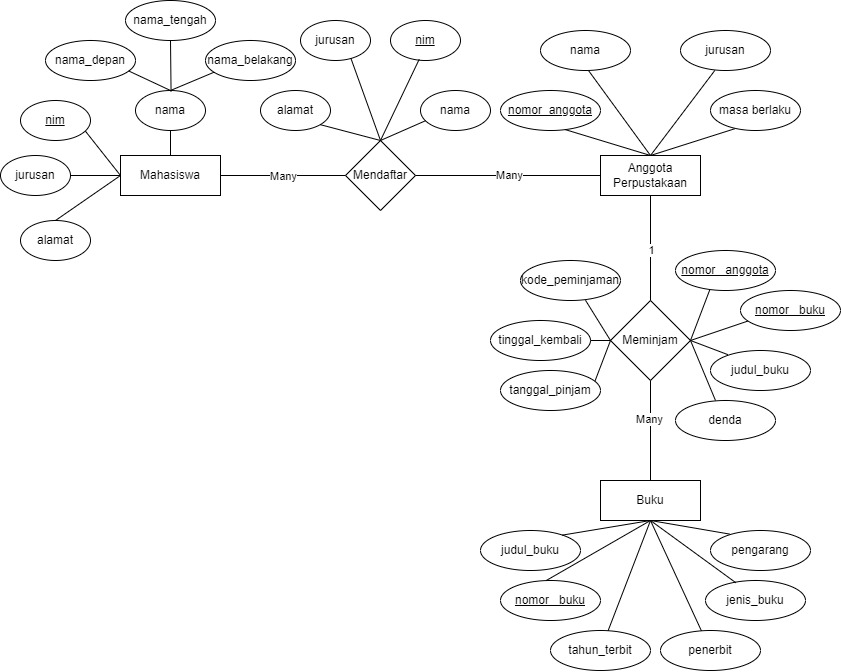 nama_tengah
nama_depan
nama_belakang
nama
nim
jurusan
alamat
Mahasiswa
Many
jurusan
nim
alamat
nama
Mendaftar
Many
nama
jurusan
nomor_anggota
masa berlaku
Anggota
Perpustakaan
1
kode_peminjaman
tinggal_kembali
tanggal_pinjam
Meminjam
nomor_anggota
nomor_buku
judul_buku
denda
Many
Buku
judul_buku
nomor_buku
tahun_terbit
penerbit
jenis_buku
pengarang